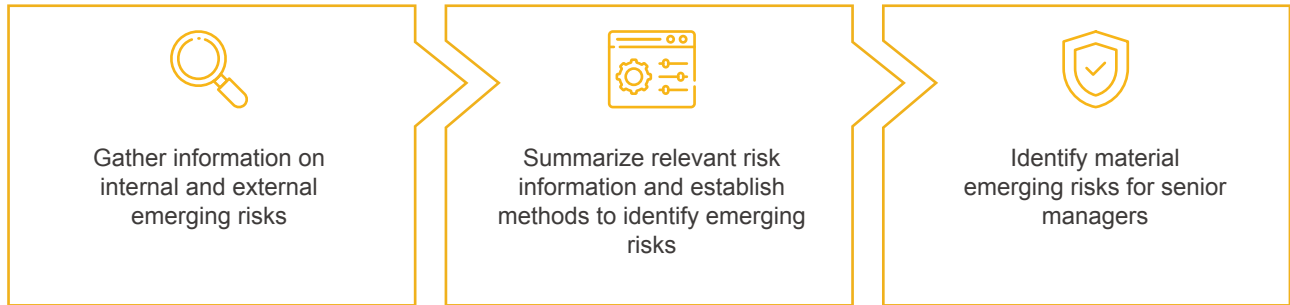 Gather information on
internal and external
emerging risks
Summarize relevant risk
information and establish
methods to identify emerging
risks
Identify material
emerging risks for senior
managers